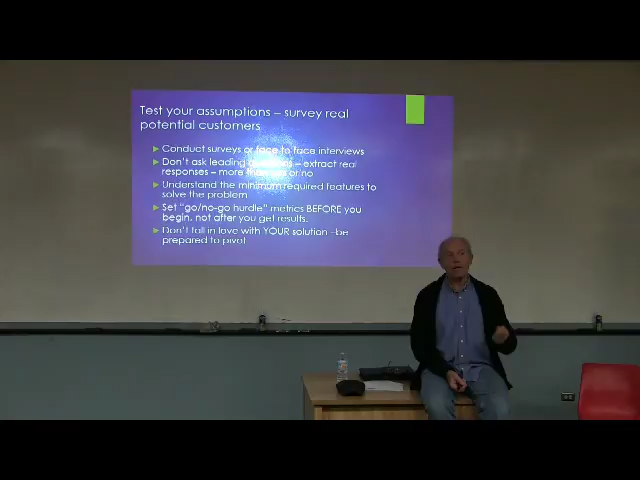 Test your assumptions – survey real
potential customers
Conduct surveys or face to face interviews
Don't ask leading questions – extract real
responses – more than yes or no
Understand the minimum required features to
solve the problem
Set "go/no-go hurdle" metrics BEFORE you
begin, not after you get results.
Don't fall in love with YOUR solution –be
prepared to pivot